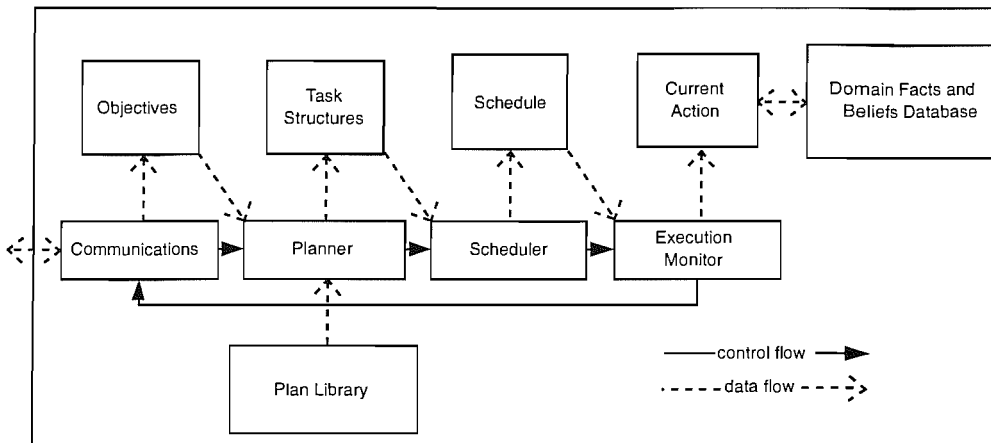 Objectives
Task
Structures
Schedule
Current
Action
Domain Facts and
Beliefs Database
Communications
Planner
Scheduler
Execution
Monitor
Plan Library
control flow
data flow